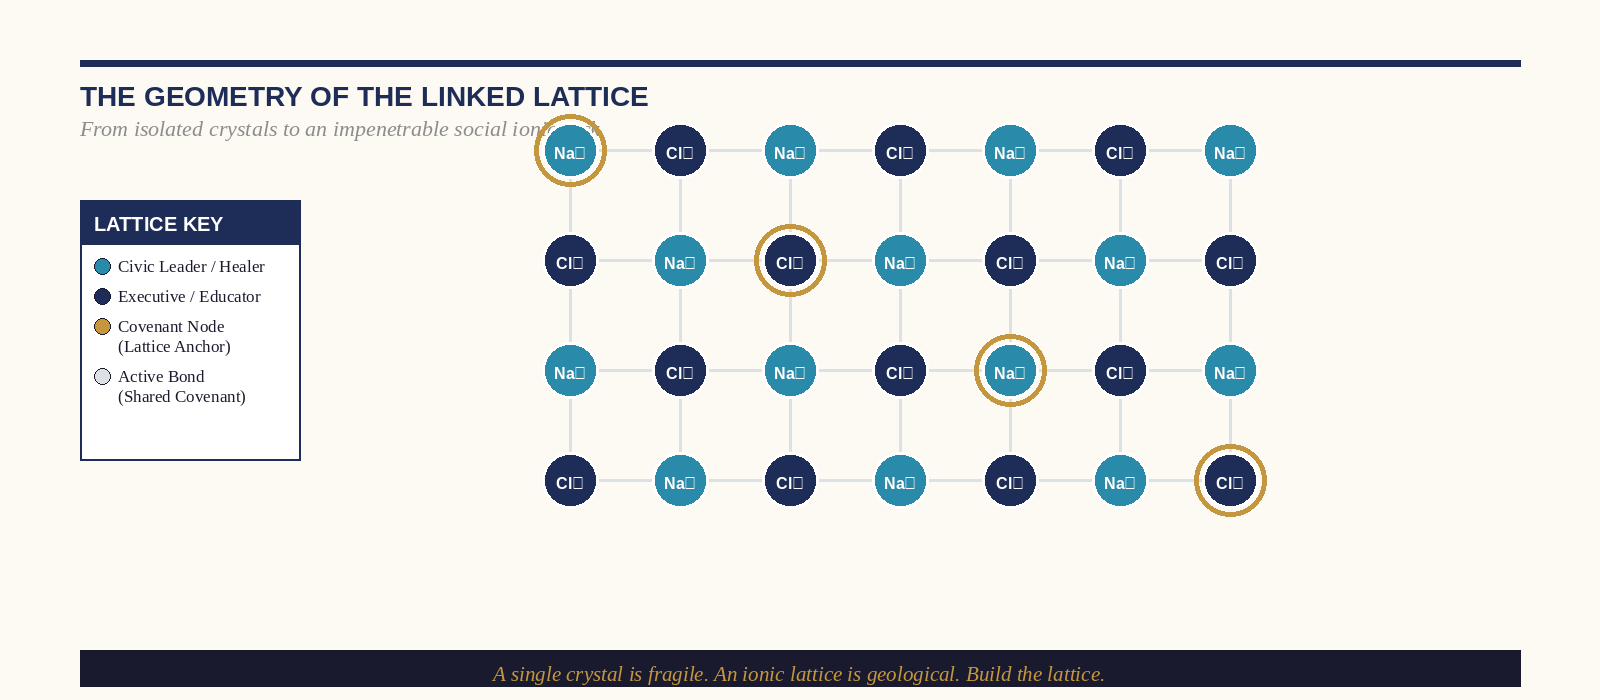 THE GEOMETRY OF THE LINKED LATTICE
From isolated crystals to an impenetrable social
Na□ Cl□ Na□ Cl□ Na□ Cl□ Na□
LATTICE KEY
Civic Leader / Healer
Executive / Educator
Covenant Node
(Lattice Anchor)
Active Bond
(Shared Covenant)
Cl□ Na□ Cl□ Na□ Cl□ Na□ Cl□
Na□ Cl□ Na□ Cl□ Na□ Cl□ Na□
Cl□ Na□ Cl□ Na□ Cl□ Na□ Cl□
A single crystal is fragile. An ionic lattice is geological. Build the lattice.